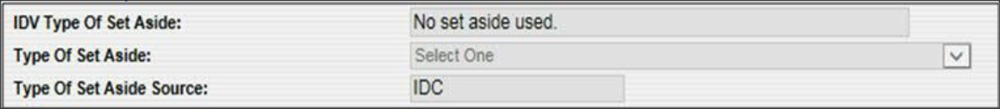 IDV Type Of Set Aside: No set aside used.
Type Of Set Aside: Select One
Type Of Set Aside Source: IDC